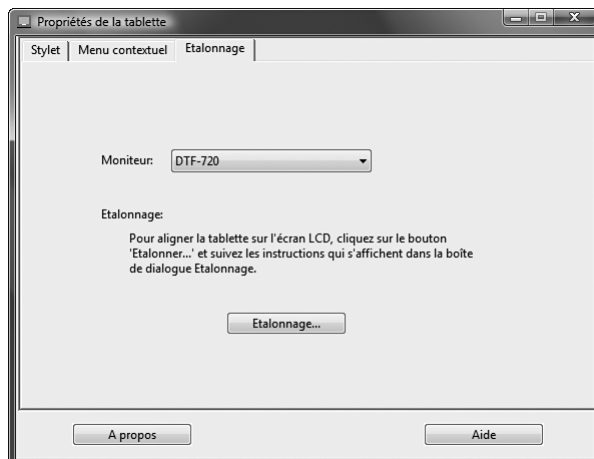 Propriétés de la tablette
Stylet Menu contextuel Etalonnage
Moniteur: DTF-720
Etalonnage:
Pour aligner la tablette sur l'écran LCD, cliquez sur le bouton
'Etalonner...' et suivez les instructions qui s'affichent dans la boîte
de dialogue Etalonnage.
Etalonnage...
A propos Aide